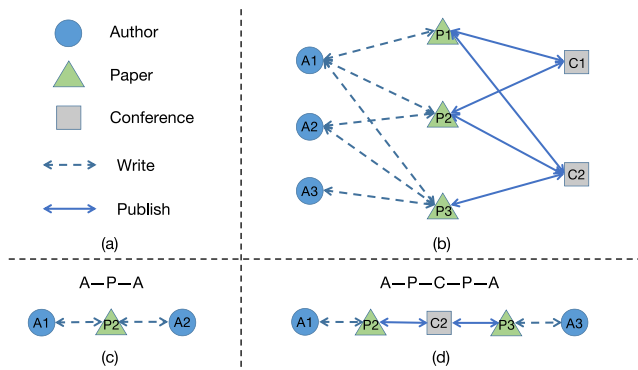 Author
Paper
Conference
Write
Publish
(a)
P1
A1
C1
A2
P2
C2
A3
P3
(b)
A–P–A
A1
P2
A2
(c)
A–P–C–P–A
A1
P2
C2
P3
A3
(d)